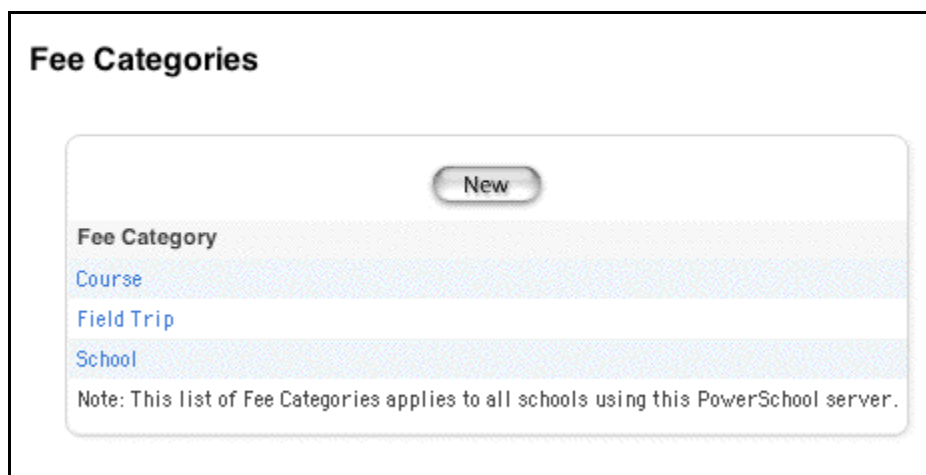 Fee Categories
New
Fee Category
Course
Field Trip
School
Note: This list of Fee Categories applies to all schools using this PowerSchool server.